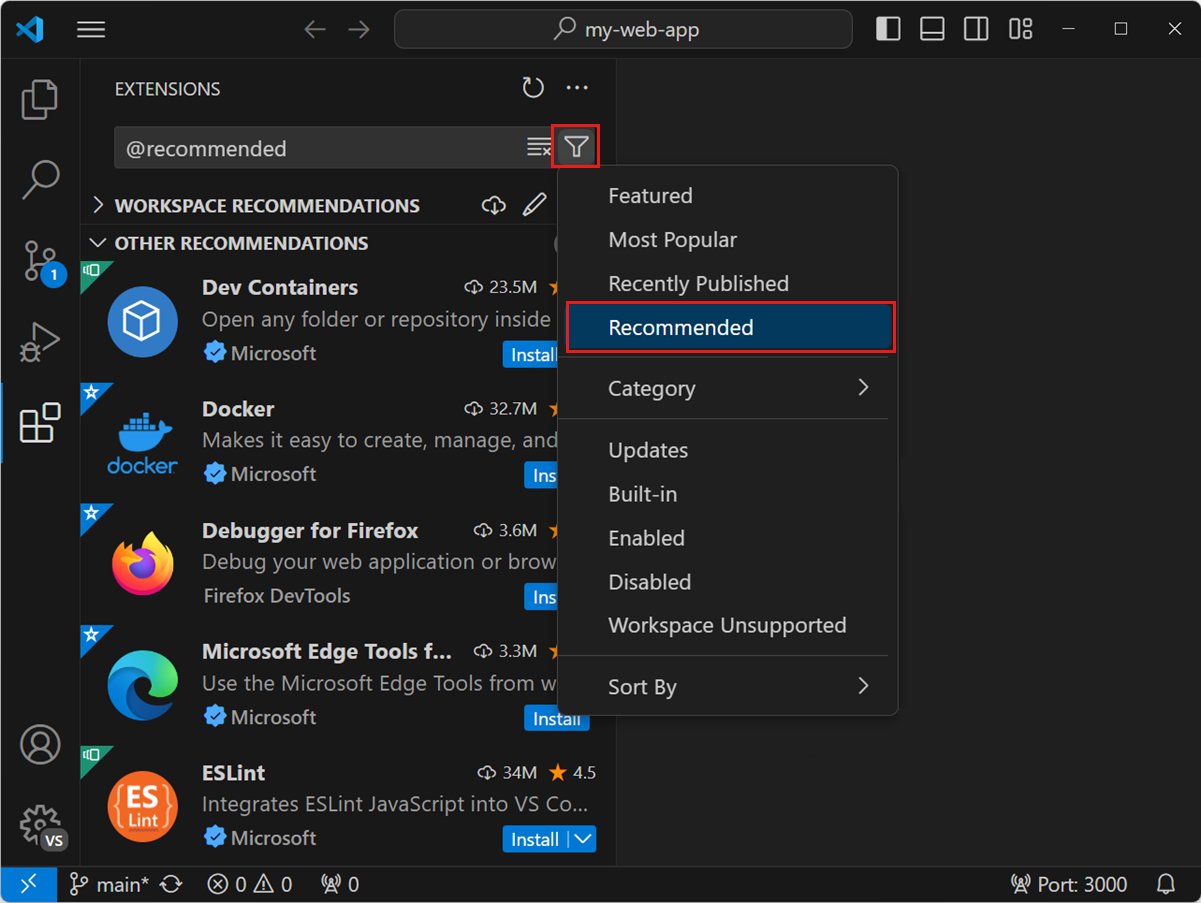 my-web-app
EXTENSIONS
@recommended
WORKSPACE RECOMMENDATIONS
OTHER RECOMMENDATIONS
Dev Containers 23.5M
Open any folder or repository inside
Microsoft
Install
docker
Docker 32.7M
Makes it easy to create, manage, and
Microsoft
Ins
Debugger for Firefox 3.6M
Debug your web application or brow
Firefox DevTools
Ins
Microsoft Edge Tools f... 3.3M
Use the Microsoft Edge Tools from w
Microsoft
Install
ES
Lint
ESLint 34M 4.5
Integrates ESLint JavaScript into VS Co...
Microsoft
Install
Featured
Most Popular
Recently Published
Recommended
Category
Updates
Built-in
Enabled
Disabled
Workspace Unsupported
Sort By
1
VS
main* 0 0 0 Port: 3000